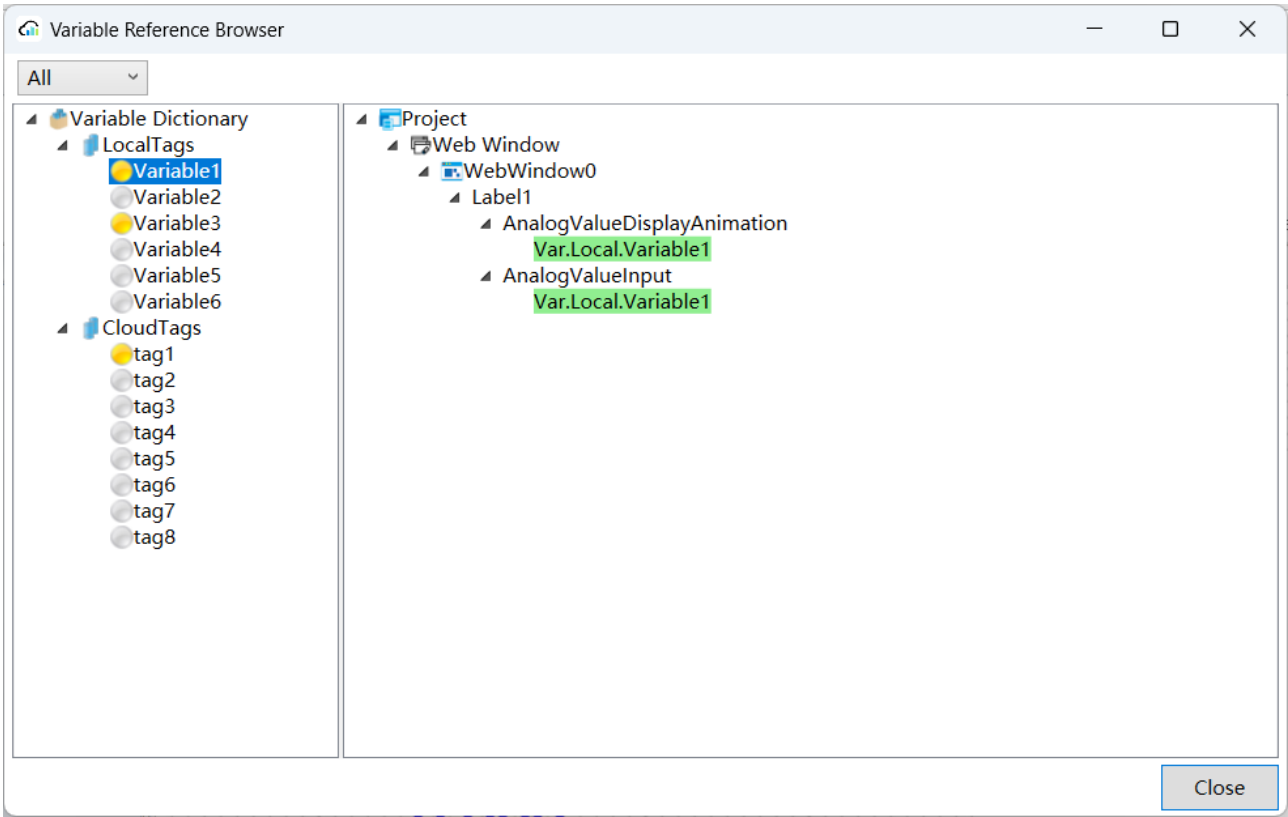 Variable Reference Browser
All
Variable Dictionary
LocalTags
Variable1
Variable2
Variable3
Variable4
Variable5
Variable6
CloudTags
tag1
tag2
tag3
tag4
tag5
tag6
tag7
tag8
Project
Web Window
WebWindow0
Label1
AnalogValueDisplayAnimation
Var.Local.Variable1
AnalogValueInput
Var.Local.Variable1
Close